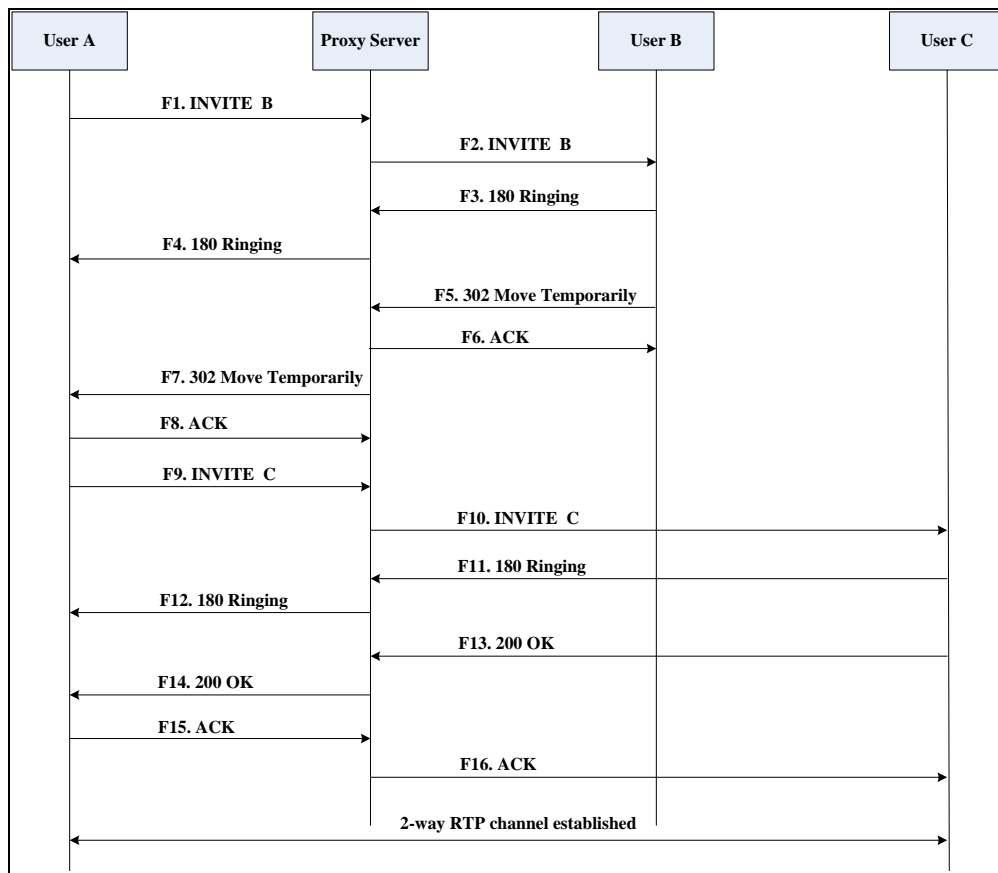 User A
Proxy Server
User B
User C
F1. INVITE B
F2. INVITE B
F3. 180 Ringing
F4. 180 Ringing
F5. 302 Move Temporarily
F6. ACK
F7. 302 Move Temporarily
F8. ACK
F9. INVITE C
F10. INVITE C
F11. 180 Ringing
F12. 180 Ringing
F13. 200 OK
F14. 200 OK
F15. ACK
F16. ACK
2-way RTP channel established